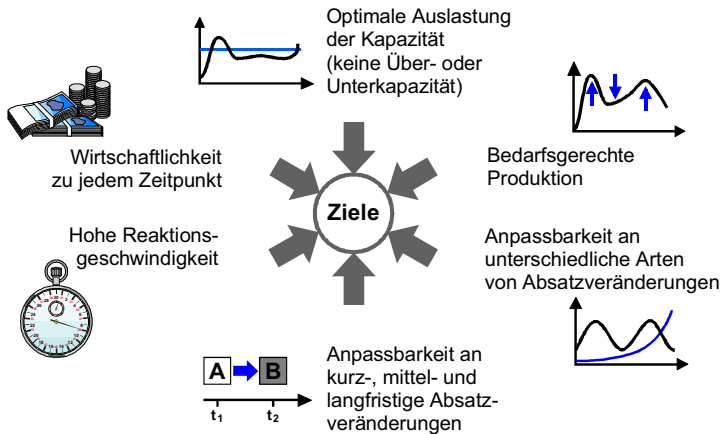 Optimale Auslastung
der Kapazität
(keine Über- oder
Unterkapazität)
Wirtschaftlichkeit
zu jedem Zeitpunkt
Bedarfsgerechte
Produktion
Ziele
Hohe Reaktions-
geschwindigkeit
Anpassbarkeit an
unterschiedliche Arten
von Absatzveränderungen
A B
t1 t2
Anpassbarkeit an
kurz-, mittel- und
langfristige Absatz-
veränderungen